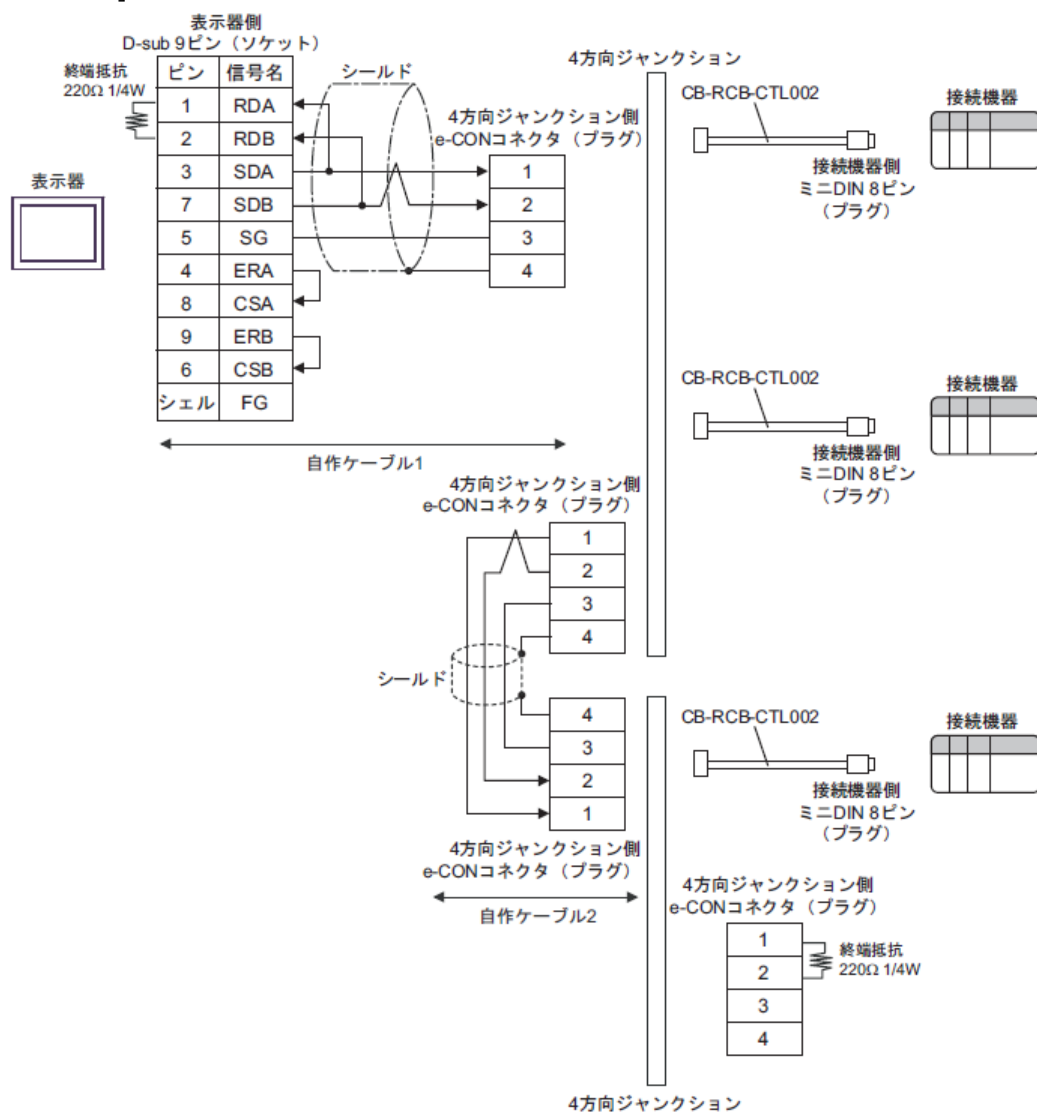 表示器側
D-sub 9ピン（ソケット）
終端抵抗
220Ω 1/4W
ピン 信号名
1 RDA
2 RDB
3 SDA
7 SDB
5 SG
4 ERA
8 CSA
9 ERB
6 CSB
シェル FG
シールド
表示器
4方向ジャンクション側
e-CONコネクタ（プラグ）
1
2
3
4
自作ケーブル1
4方向ジャンクション
CB-RCB-CTL002
接続機器
接続機器側
ミニDIN 8ピン
（プラグ）
CB-RCB-CTL002
接続機器
接続機器側
ミニDIN 8ピン
（プラグ）
4方向ジャンクション側
e-CONコネクタ（プラグ）
1
2
3
4
シールド
4
3
2
1
4方向ジャンクション側
e-CONコネクタ（プラグ）
自作ケーブル2
CB-RCB-CTL002
接続機器
接続機器側
ミニDIN 8ピン
（プラグ）
4方向ジャンクション側
e-CONコネクタ（プラグ）
1
2
3
4
終端抵抗
220Ω 1/4W
4方向ジャンクション